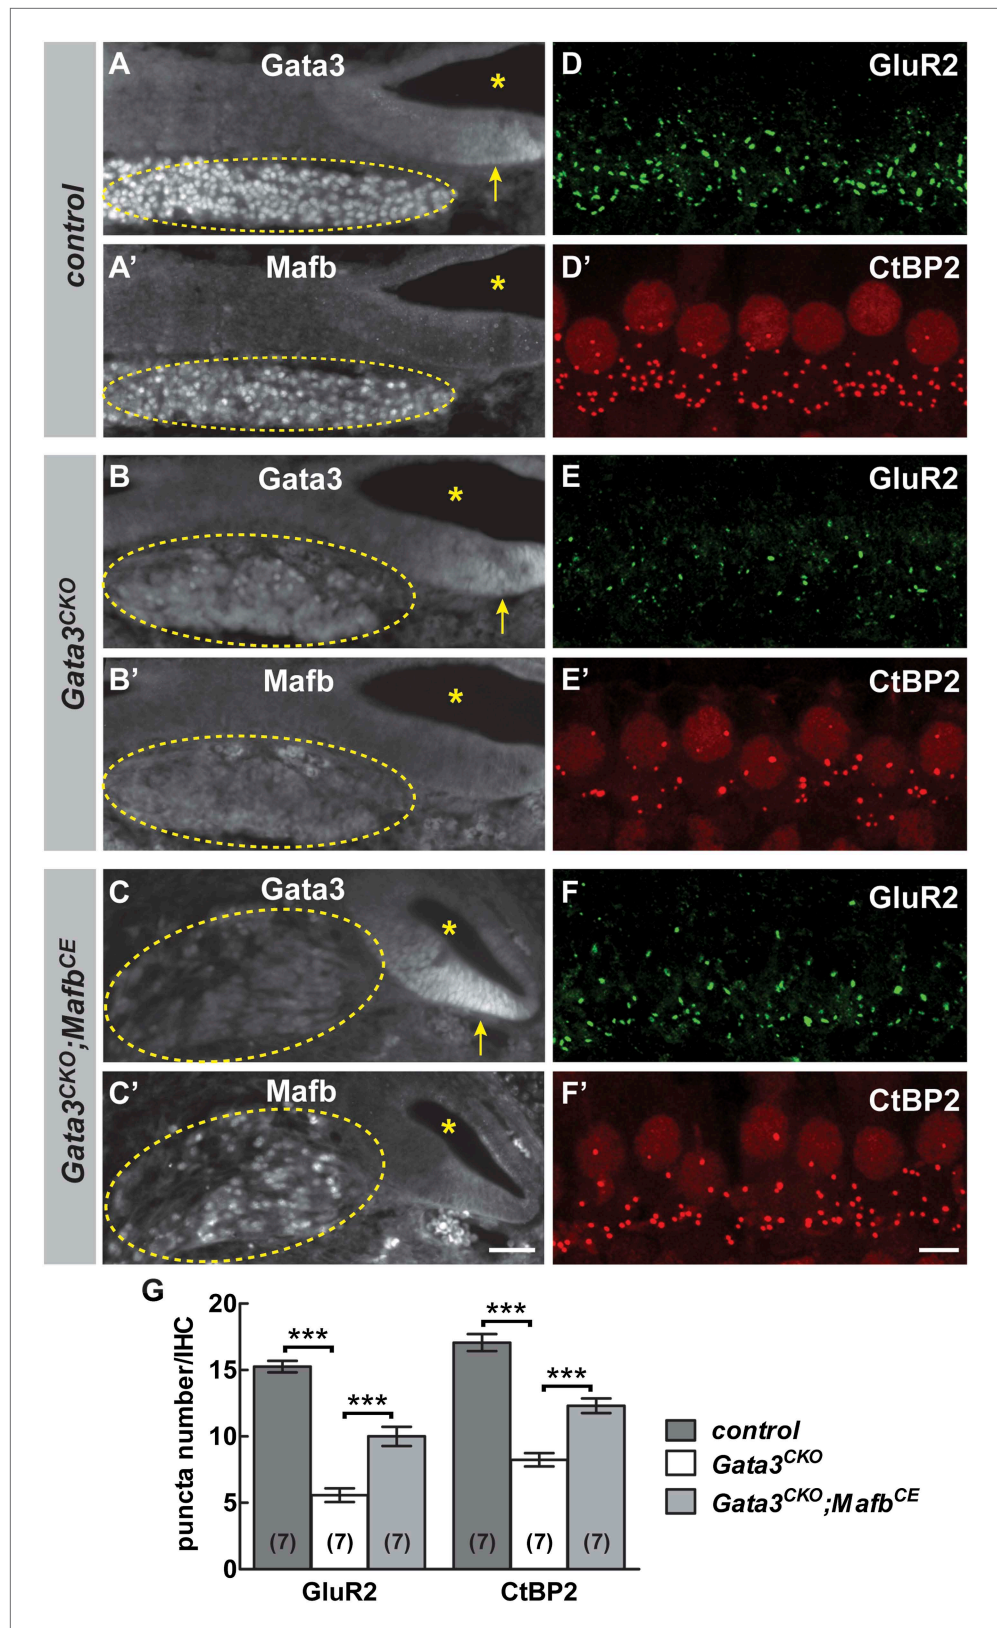 control
A
Gata3
*
D
GluR2
A'
Mafb
*
D'
CtBP2
Gata3CKO
B
Gata3
*
E
GluR2
B'
Mafb
*
E'
CtBP2
Gata3CKO;MafbCE
C
Gata3
*
F
GluR2
C'
Mafb
*
F'
CtBP2
G
puncta number/IHC
20
15
10
5
0
***
***
***
***
(7)
(7)
(7)
(7)
(7)
(7)
GluR2
CtBP2
control
Gata3CKO
Gata3CKO;MafbCE